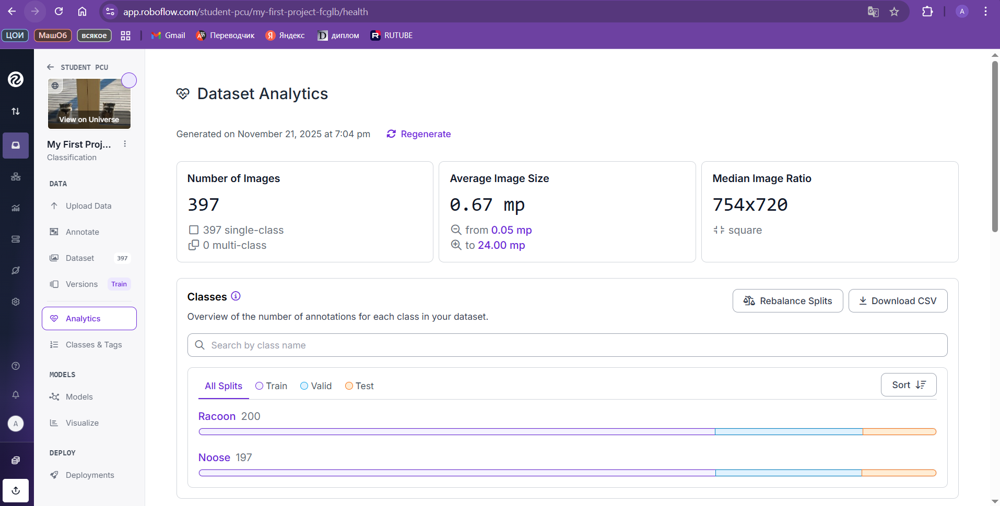 app.roboflow.com/student-pcu/my-first-project-fcglb/health
A
ЦОИ
МашОб
всякое
Gmail
Переводчик
Яндекс
диплом
RUTUBE
STUDENT PCU
View on Universe
My First Proj...
Classification
DATA
Upload Data
Annotate
Dataset 397
Versions Train
Analytics
Classes & Tags
MODELS
Models
Visualize
DEPLOY
Deployments
A
Dataset Analytics
Generated on November 21, 2025 at 7:04 pm Regenerate
Number of Images
397
397 single-class
0 multi-class
Average Image Size
0.67 mp
from 0.05 mp
to 24.00 mp
Median Image Ratio
754x720
square
Classes
Overview of the number of annotations for each class in your dataset.
Rebalance Splits
Download CSV
Search by class name
All Splits Train Valid Test
Sort
Racoon 200
Noose 197